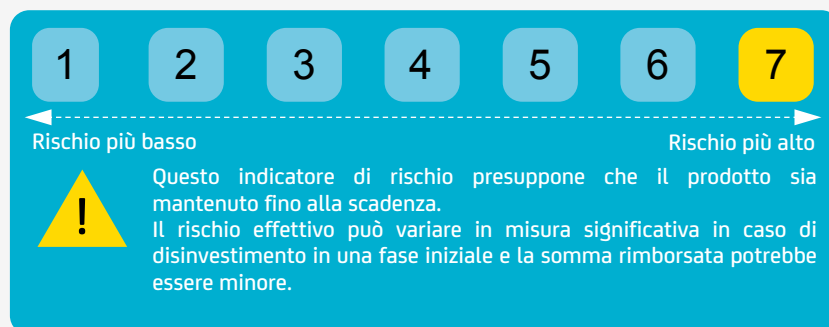 1 2 3 4 5 6 7
Rischio più basso Rischio più alto
!
Questo indicatore di rischio presuppone che il prodotto sia
mantenuto fino alla scadenza.
Il rischio effettivo può variare in misura significativa in caso di
disinvestimento in una fase iniziale e la somma rimborsata potrebbe
essere minore.